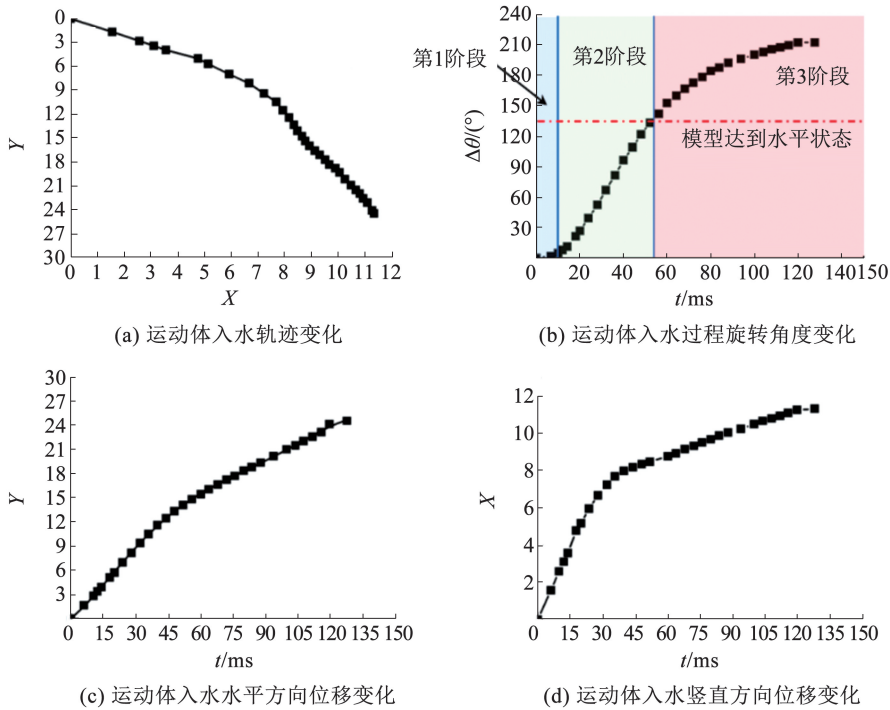 0
3
6
9
12
15
18
21
24
27
30
Y
0 1 2 3 4 5 6 7 8 9 10 11 12
X
(a) 运动体入水轨迹变化
240
210
180
150
120
90
60
30
Δθ/(°)
第1阶段
第2阶段
第3阶段
模型达到水平状态
0 20 40 60 80 100 120 140 150
t/ms
(b) 运动体入水过程旋转角度变化
30
27
24
21
18
15
12
9
6
3
Y
0 15 30 45 60 75 90 105 120 135 150
t/ms
(c) 运动体入水水平方向位移变化
12
10
8
6
4
2
X
0 15 30 45 60 75 90 105 120 135 150
t/ms
(d) 运动体入水竖直方向位移变化